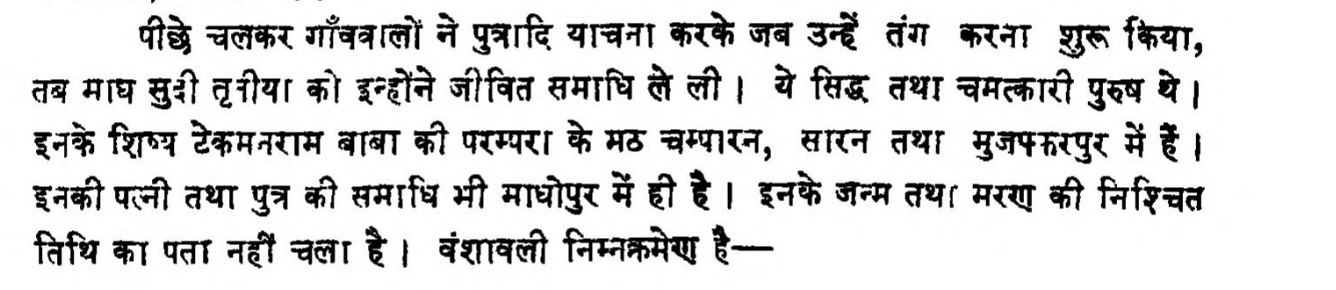 पीछे चलकर गाँववालों ने पुत्रादि याचना करके जब उन्हें तंग करना शुरू किया,
तब माघ सुदी तृतीया को इन्होंने जीवित समाधि ले ली। ये सिद्ध तथा चमत्कारी पुरुष थे।
इनके शिष्य टेकमनराम बाबा की परम्परा के मठ चम्पारन, सारन तथा मुजफ्फरपुर में हैं।
इनकी पत्नी तथा पुत्र की समाधि भी माधोपुर में ही है। इनके जन्म तथा मरण की निश्चित
तिथि का पता नहीं चला है। वंशावली निम्नक्रमेण है—